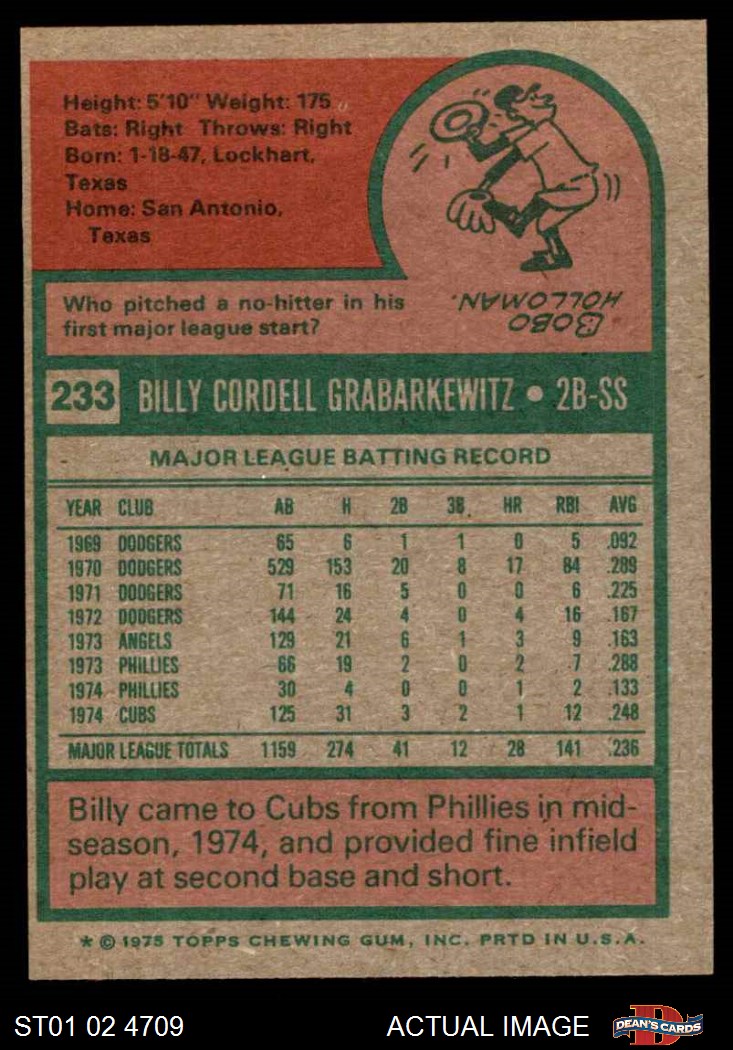 Height: 5'10" Weight: 175
Bats: Right Throws: Right
Born: 1-18-47, Lockhart,
Texas
Home: San Antonio,
Texas
Who pitched a no-hitter in his
first major league start?
BOBO
HOLLOMAN.
233 BILLY CORDELL GRABARKEWITZ • 2B-SS
MAJOR LEAGUE BATTING RECORD
YEAR CLUB AB H 2B 3B HR RBI AVG
1969 DODGERS 65 6 1 1 0 5 .092
1970 DODGERS 529 153 20 8 17 84 .289
1971 DODGERS 71 16 5 0 0 6 .225
1972 DODGERS 144 24 4 0 4 16 .167
1973 ANGELS 129 21 6 1 3 9 .163
1973 PHILLIES 66 19 2 0 2 7 .288
1974 PHILLIES 30 4 0 0 1 2 .133
1974 CUBS 125 31 3 2 1 12 .248
MAJOR LEAGUE TOTALS 1159 274 41 12 28 141 .236
Billy came to Cubs from Phillies in mid-
season, 1974, and provided fine infield
play at second base and short.
* © 1975 TOPPS CHEWING GUM, INC. PRTD IN U.S.A.
ST01 02 4709 ACTUAL IMAGE DEAN'S CARDS